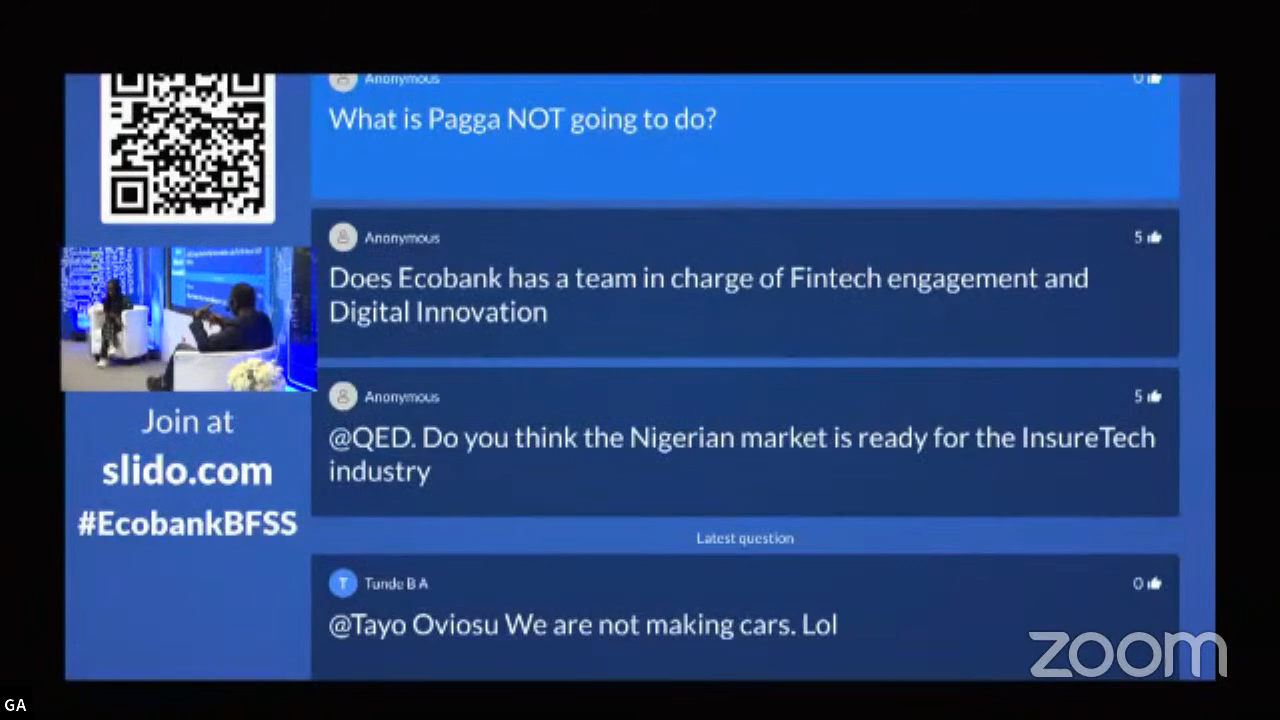 Anonymous
0
What is Pagga NOT going to do?
Anonymous
5
Does Ecobank has a team in charge of Fintech engagement and
Digital Innovation
Anonymous
5
@QED. Do you think the Nigerian market is ready for the InsureTech
industry
Join at
slido.com
#EcobankBFSS
Latest question
T
Tunde B A
0
@Tayo Oviosu We are not making cars. Lol
zoom
GA